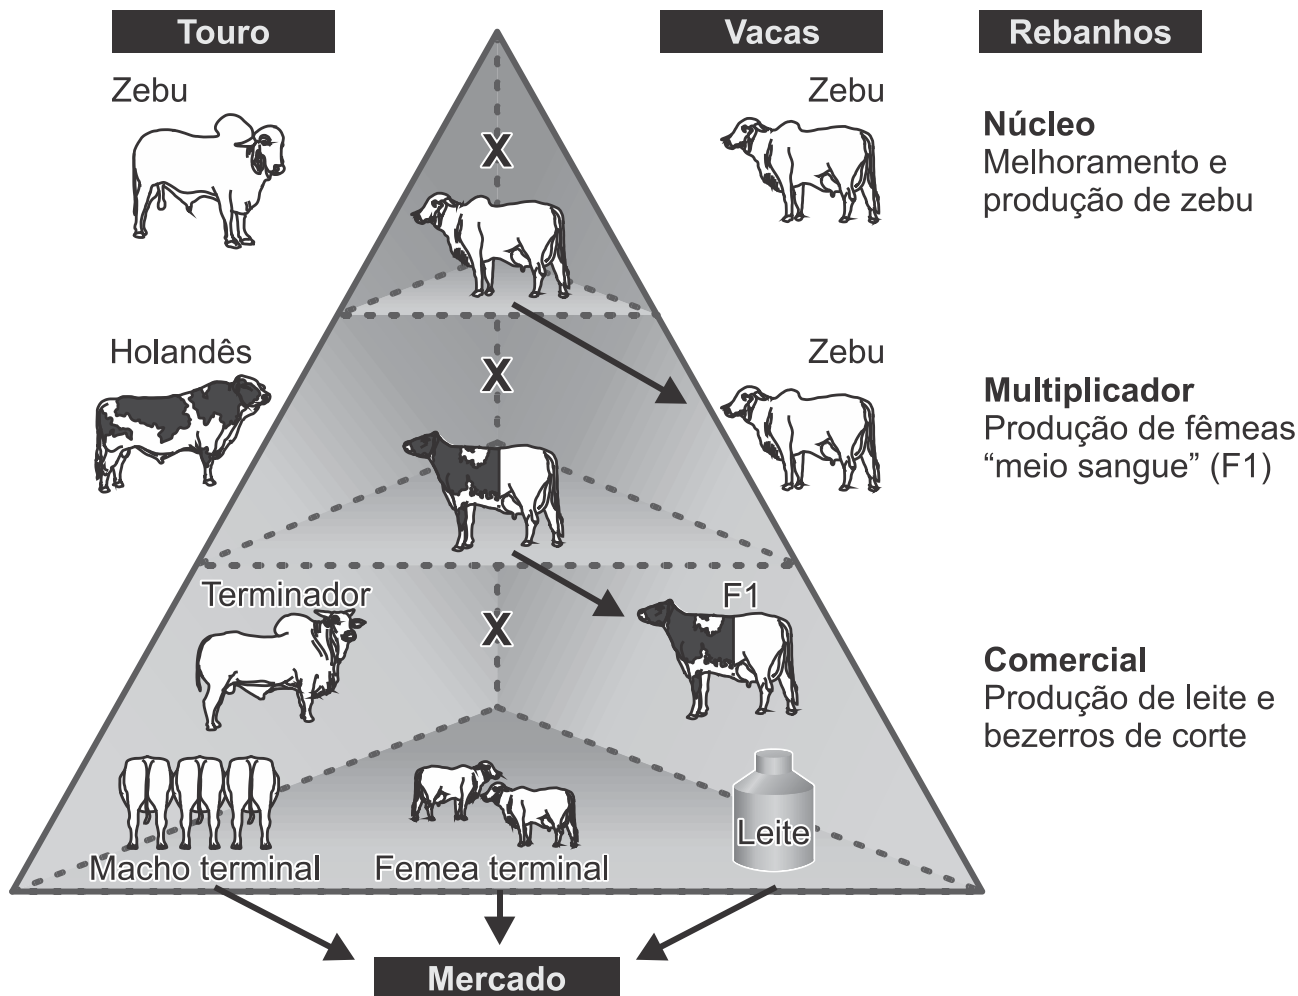 Touro
Vacas
Rebanhos
Zebu
Zebu
X
Núcleo
Melhoramento e
produção de zebu
Holandês
Zebu
X
Multiplicador
Produção de fêmeas
“meio sangue” (F1)
Terminador
F1
X
Comercial
Produção de leite e
bezerros de corte
Leite
Macho terminal
Femea terminal
Mercado